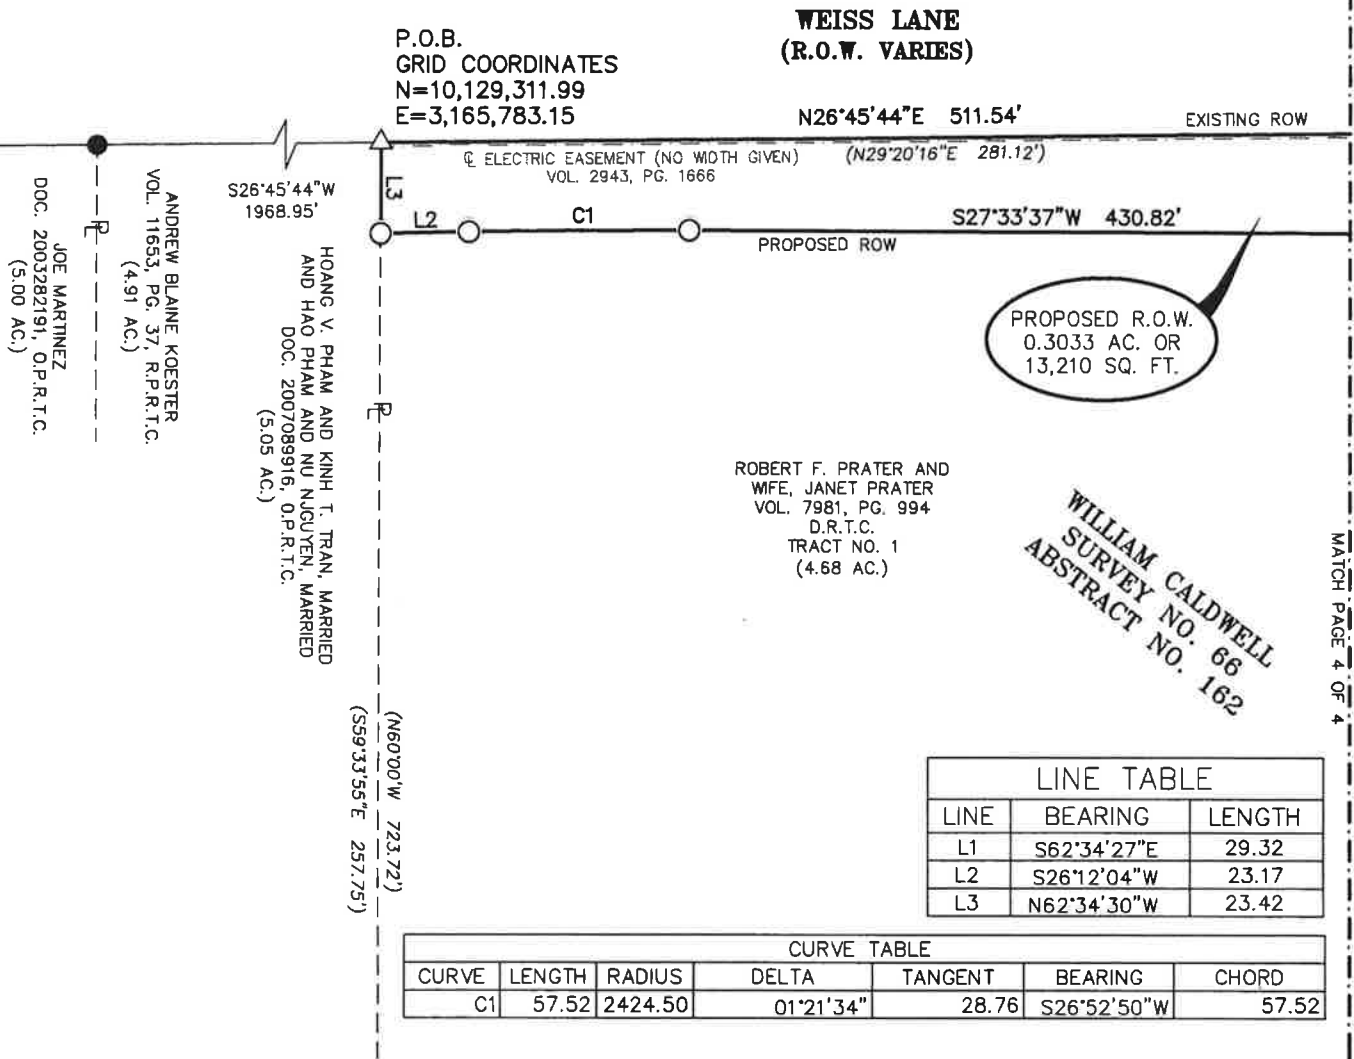 WEISS LANE
(R.O.W. VARIES)
P.O.B.
GRID COORDINATES
N=10,129,311.99
E=3,165,783.15
N26°45'44"E 511.54'
EXISTING ROW
℄ ELECTRIC EASEMENT (NO WIDTH GIVEN)
VOL. 2943, PG. 1666
(N29°20'16"E 281.12')
S26°45'44"W
1968.95'
L3
L2
C1
S27°33'37"W 430.82'
PROPOSED ROW
PROPOSED R.O.W.
0.3033 AC. OR
13,210 SQ. FT.
JOE MARTINEZ
DOC. 2003282191, O.P.R.T.C.
(5.00 AC.)
PL
ANDREW BLAINE KOESTER
VOL. 11653, PG. 37, R.P.R.T.C.
(4.91 AC.)
HOANG V. PHAM AND KINH T. TRAN, MARRIED
AND HAO PHAM AND NU NJGUYEN, MARRIED
DOC. 2007089916, O.P.R.T.C.
(5.05 AC.)
PL
(N60°00'W 723.72')
(S59°33'55"E 257.75')
ROBERT F. PRATER AND
WIFE, JANET PRATER
VOL. 7981, PG. 994
D.R.T.C.
TRACT NO. 1
(4.68 AC.)
WILLIAM CALDWELL
SURVEY NO. 66
ABSTRACT NO. 162
MATCH PAGE 4 OF 4
LINE TABLE
LINE BEARING LENGTH
L1 S62°34'27"E 29.32
L2 S26°12'04"W 23.17
L3 N62°34'30"W 23.42
CURVE TABLE
CURVE LENGTH RADIUS DELTA TANGENT BEARING CHORD
C1 57.52 2424.50 01°21'34" 28.76 S26°52'50"W 57.52